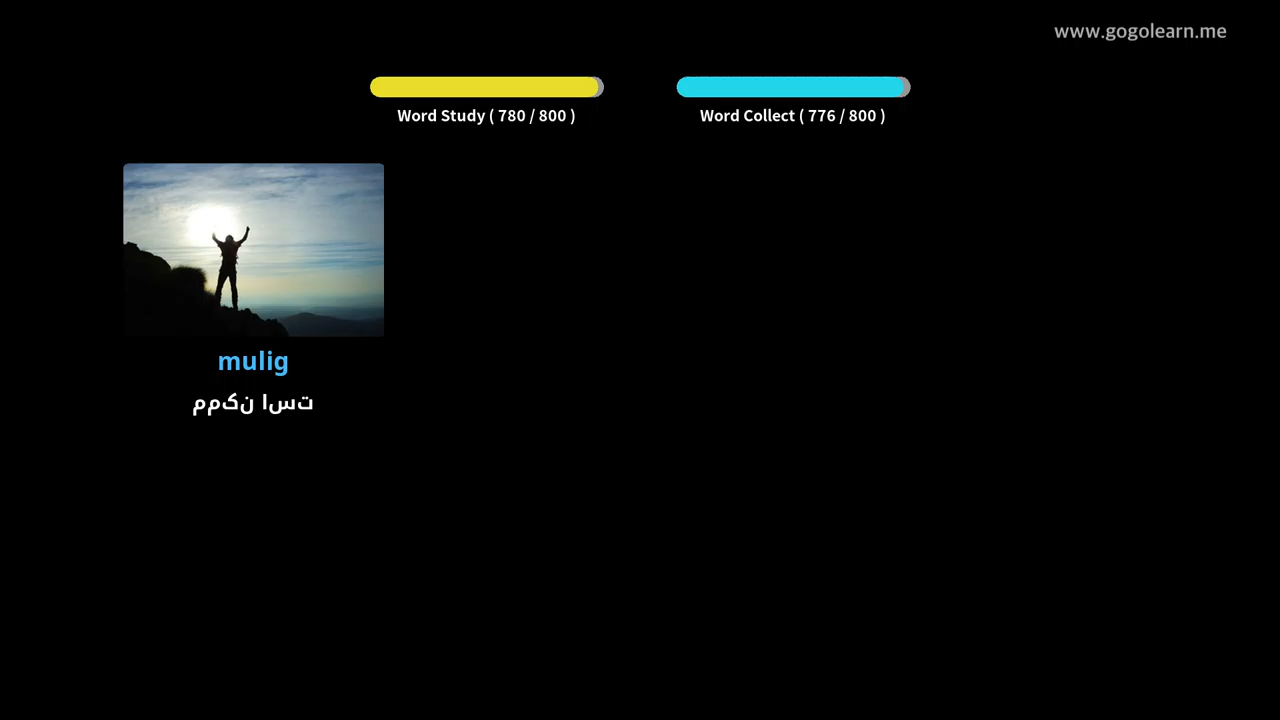 www.gogolearn.me
Word Study ( 780 / 800 )
Word Collect ( 776 / 800 )
mulig
ممکن است